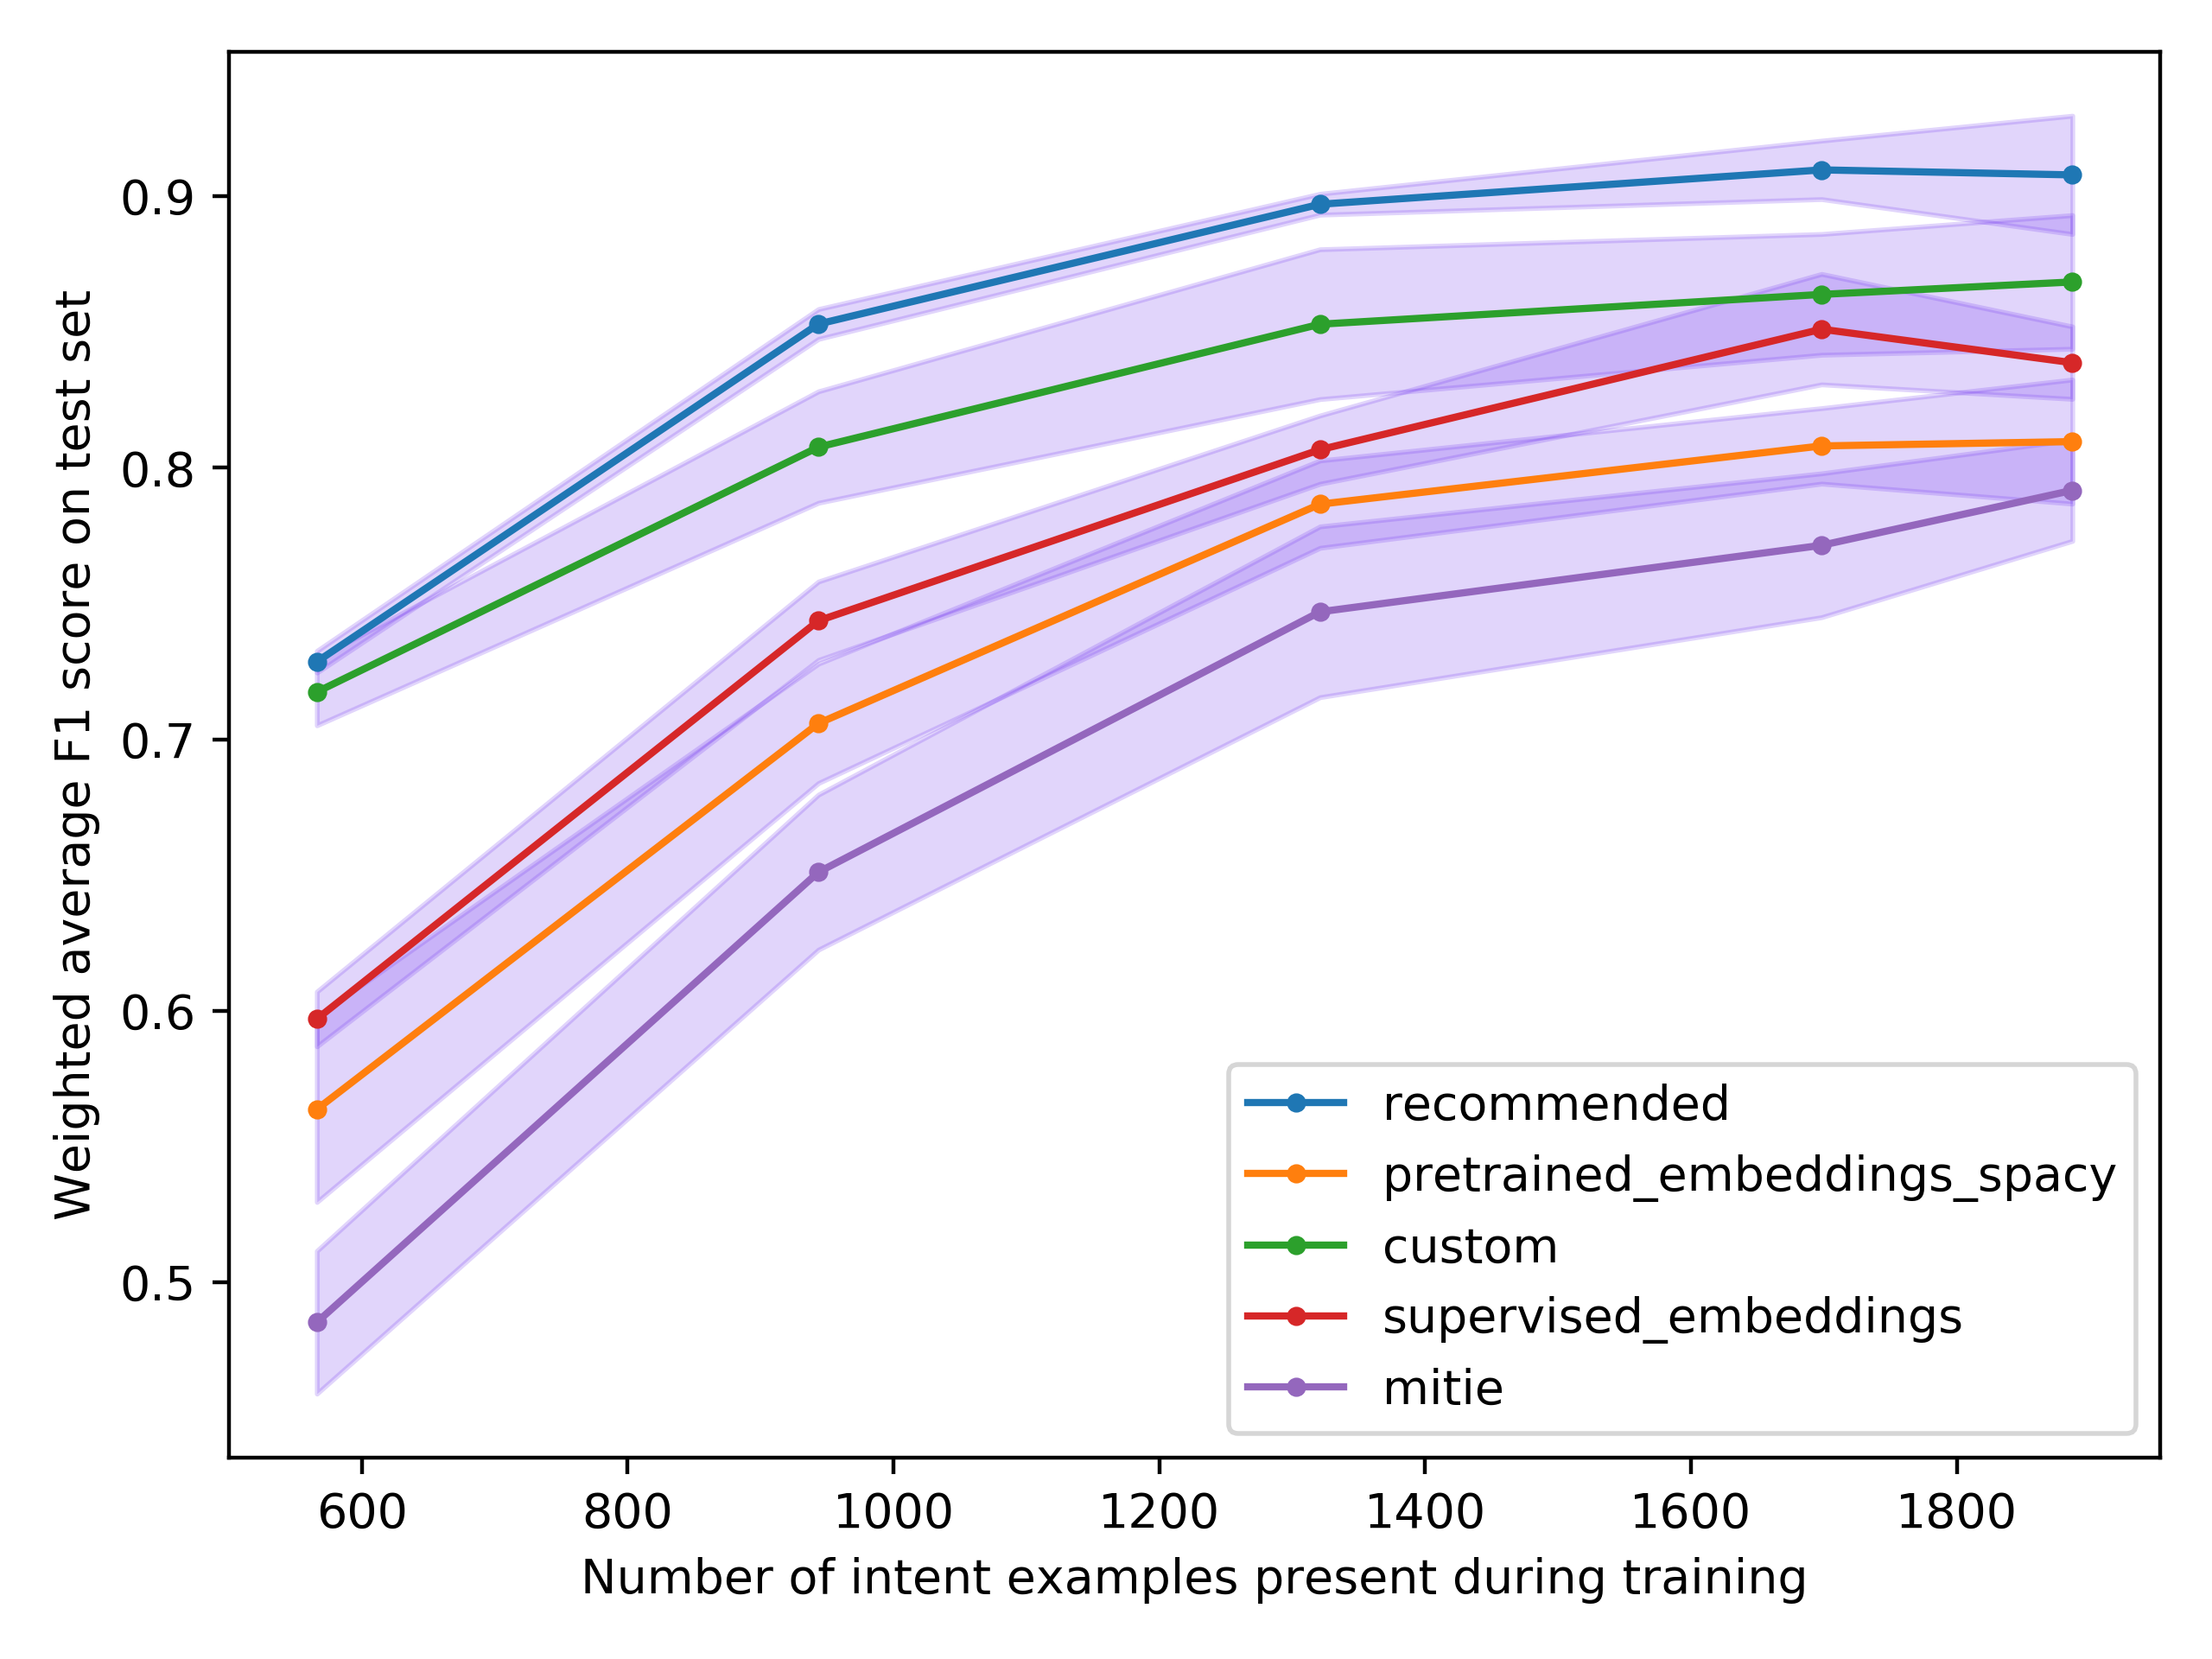 Weighted average F1 score on test set
0.9
0.8
0.7
0.6
0.5
recommended
pretrained_embeddings_spacy
custom
supervised_embeddings
mitie
600 800 1000 1200 1400 1600 1800
Number of intent examples present during training